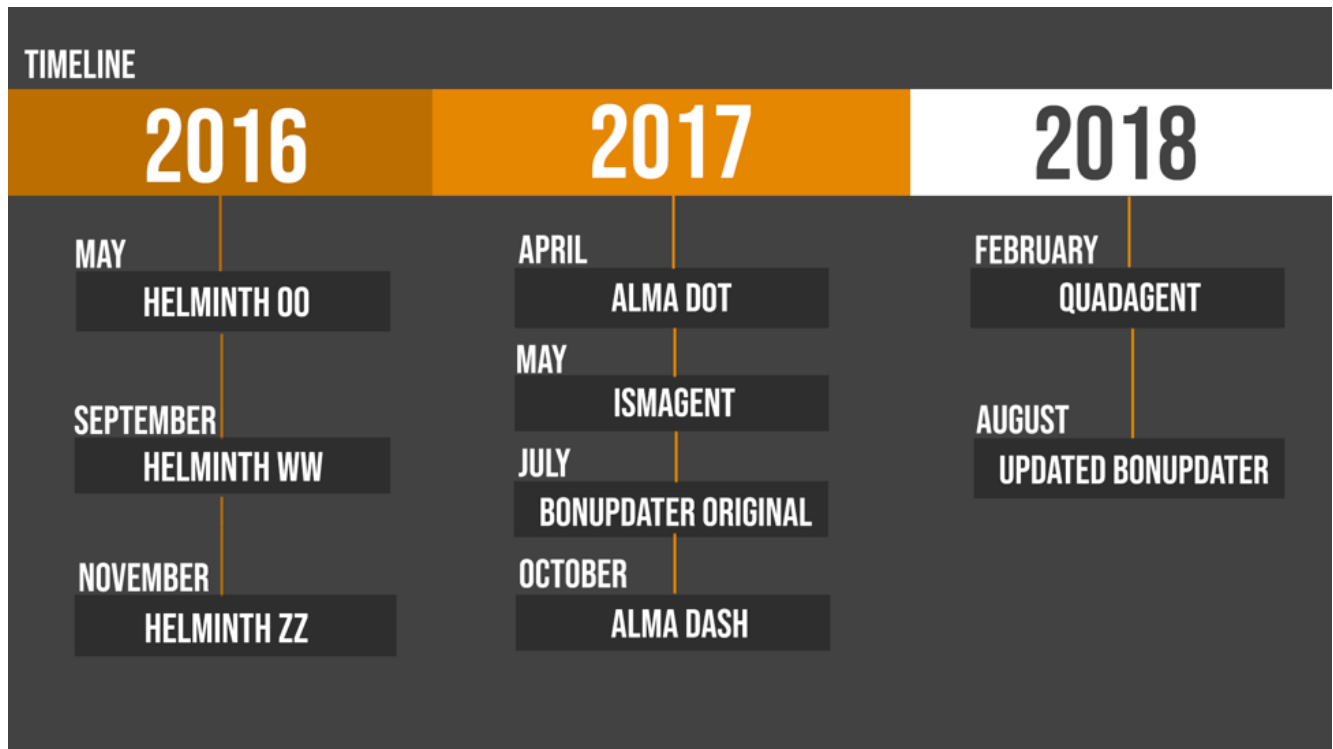 TIMELINE
2016
MAY
HELMINTH OO
SEPTEMBER
HELMINTH WW
NOVEMBER
HELMINTH ZZ
2017
APRIL
ALMA DOT
MAY
ISMAGENT
JULY
BONUPDATER ORIGINAL
OCTOBER
ALMA DASH
2018
FEBRUARY
QUADAGENT
AUGUST
UPDATED BONUPDATER